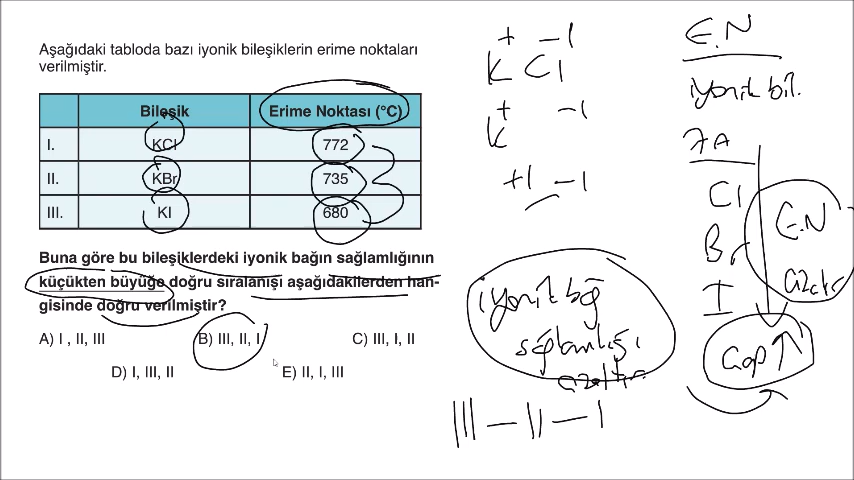 Aşağıdaki tabloda bazı iyonik bileşiklerin erime noktaları
verilmiştir.
Bileşik Erime Noktası (°C)
I. KCl 772
II. KBr 735
III. KI 680
Buna göre bu bileşiklerdeki iyonik bağın sağlamlığının
küçükten büyüğe doğru sıralanışı aşağıdakilerden han-
gisinde doğru verilmiştir?
A) I , II, III B) III, II, I C) III, I, II
D) I, III, II E) II, I, III
+ -1
K Cl
+ -1
K
+1 -1
iyonik bağ
sağlamlığı
azaltır
III - II - I
E.N
iyonik bil.
7A
Cl
Br
I
E.N
azalır
Çap ↑